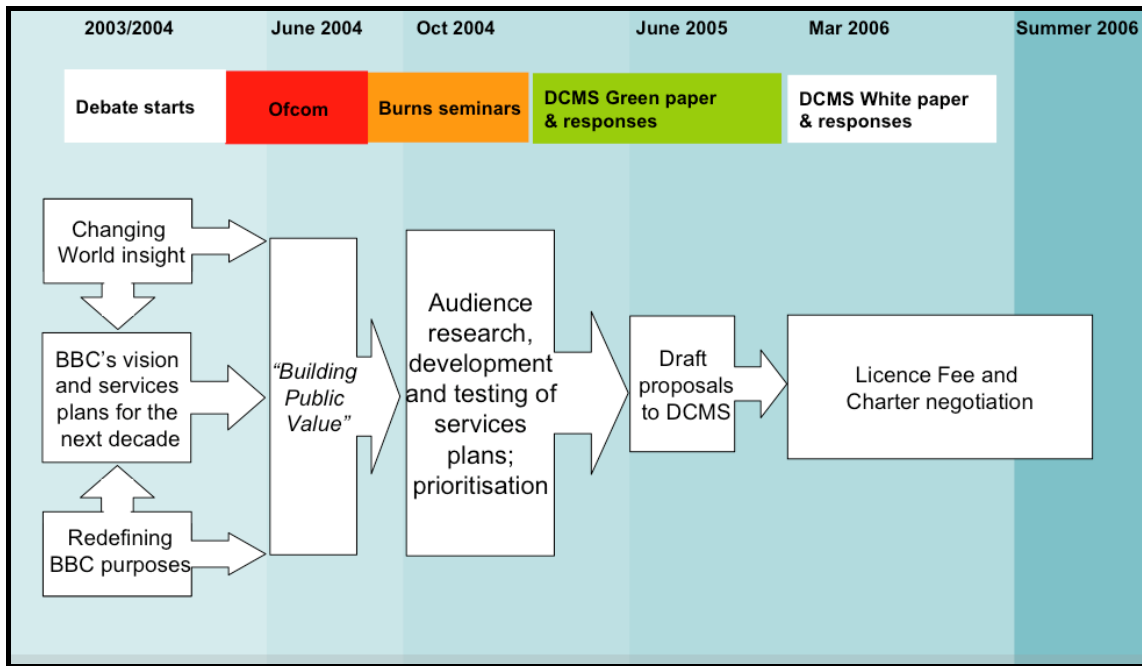 2003/2004
June 2004
Oct 2004
June 2005
Mar 2006
Summer 2006
Debate starts
Ofcom
Burns seminars
DCMS Green paper
& responses
DCMS White paper
& responses
Changing
World insight
BBC's vision
and services
plans for the
next decade
Redefining
BBC purposes
“Building
Public
Value”
Audience
research,
development
and testing of
services
plans;
prioritisation
Draft
proposals
to DCMS
Licence Fee and
Charter negotiation